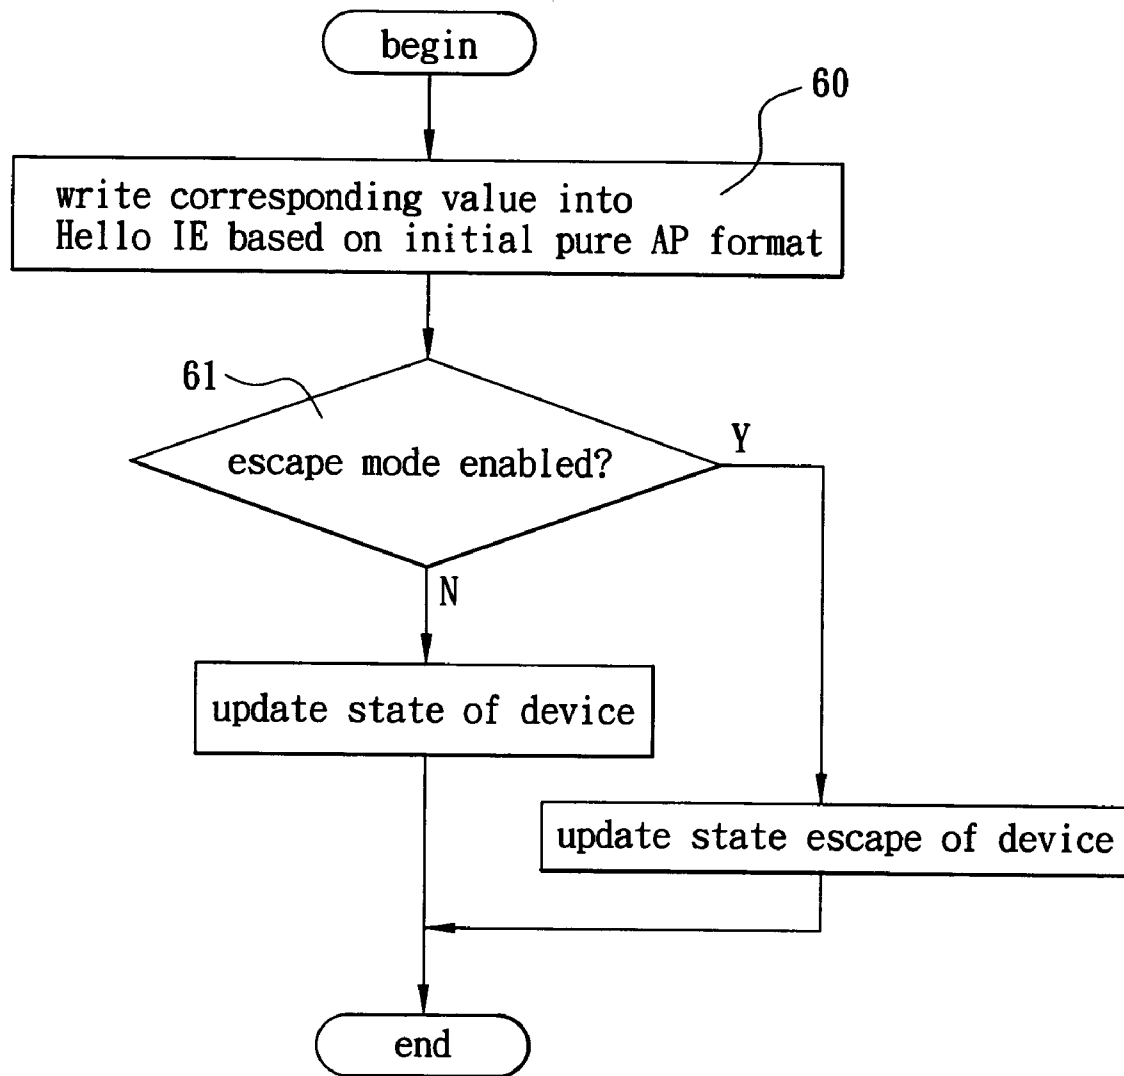 begin
60
write corresponding value into
Hello IE based on initial pure AP format
61
escape mode enabled?
Y
N
update state of device
update state escape of device
end